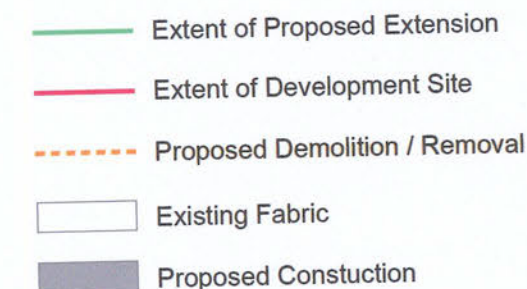 Extent of Proposed Extension
Extent of Development Site
Proposed Demolition / Removal
Existing Fabric
Proposed Constuction